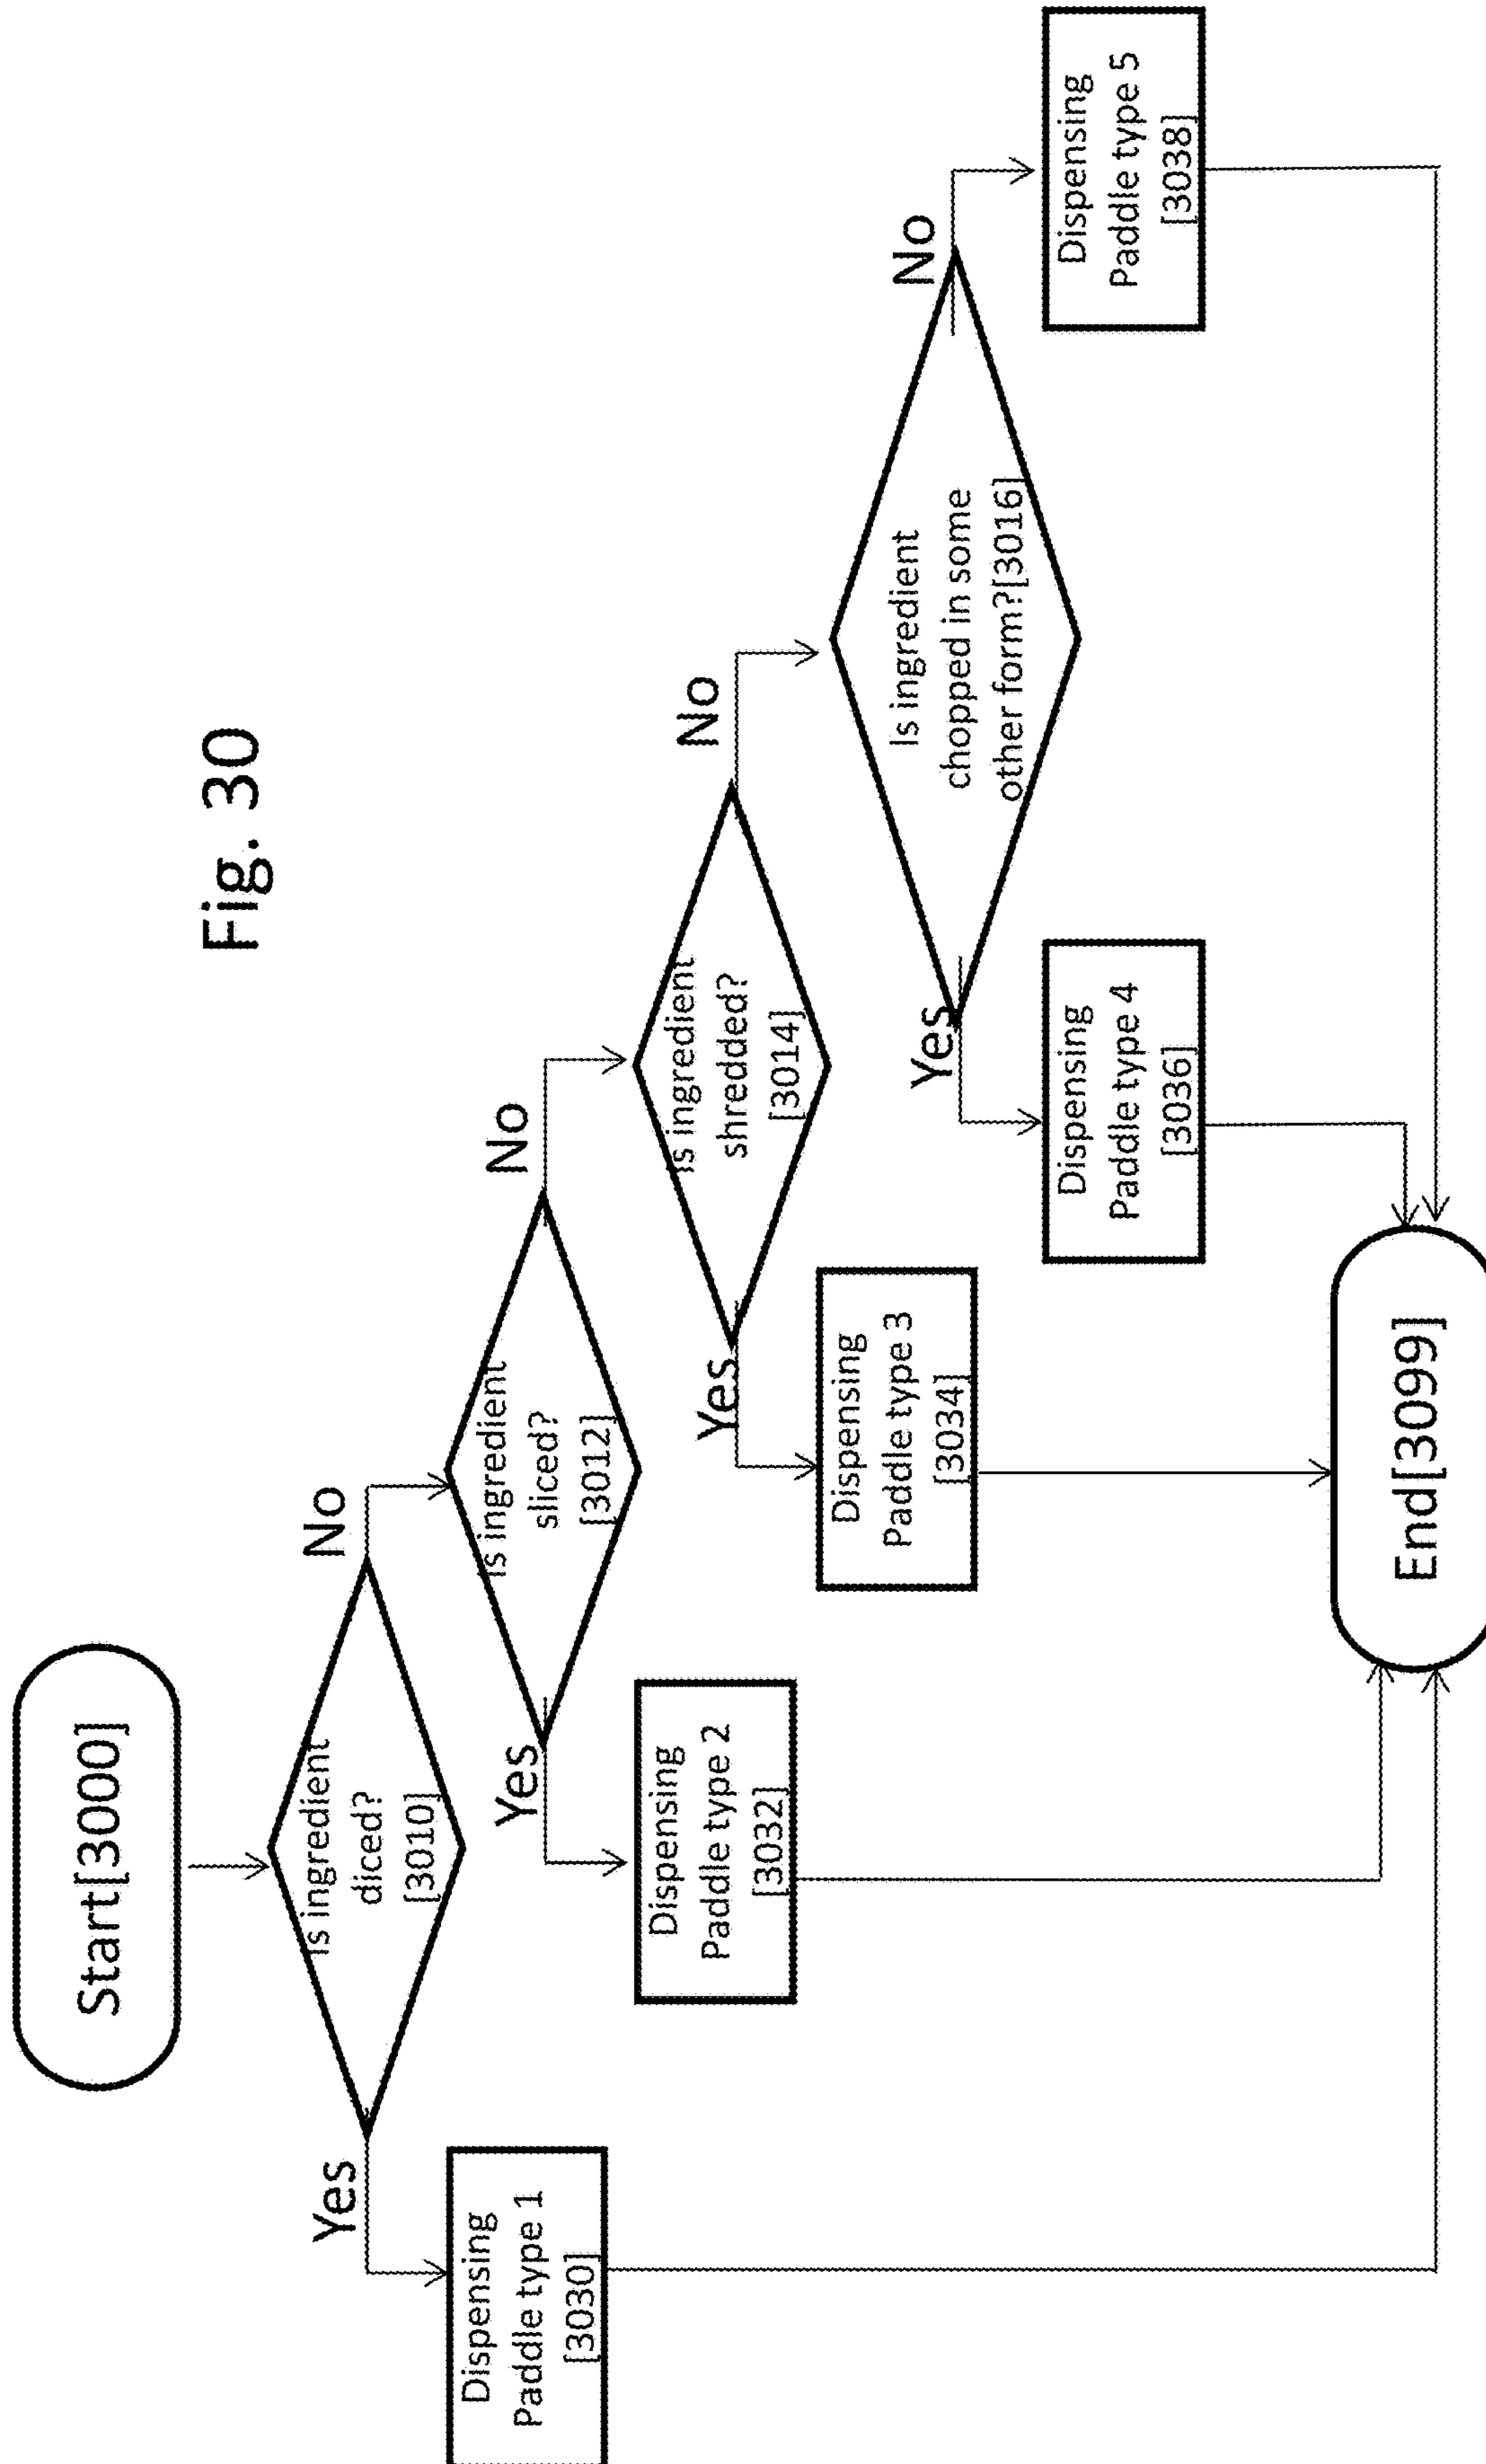 Fig. 30
Start[3000]
Is ingredient
diced?
[3010]
Yes
No
Dispensing
Paddle type 1
[3030]
Is ingredient
sliced?
[3012]
Yes
No
Dispensing
Paddle type 2
[3032]
Is ingredient
shredded?
[3014]
Yes
No
Dispensing
Paddle type 3
[3034]
Is ingredient
chopped in some
other form?[3016]
Yes
No
Dispensing
Paddle type 4
[3036]
Dispensing
Paddle type 5
[3038]
End[3099]